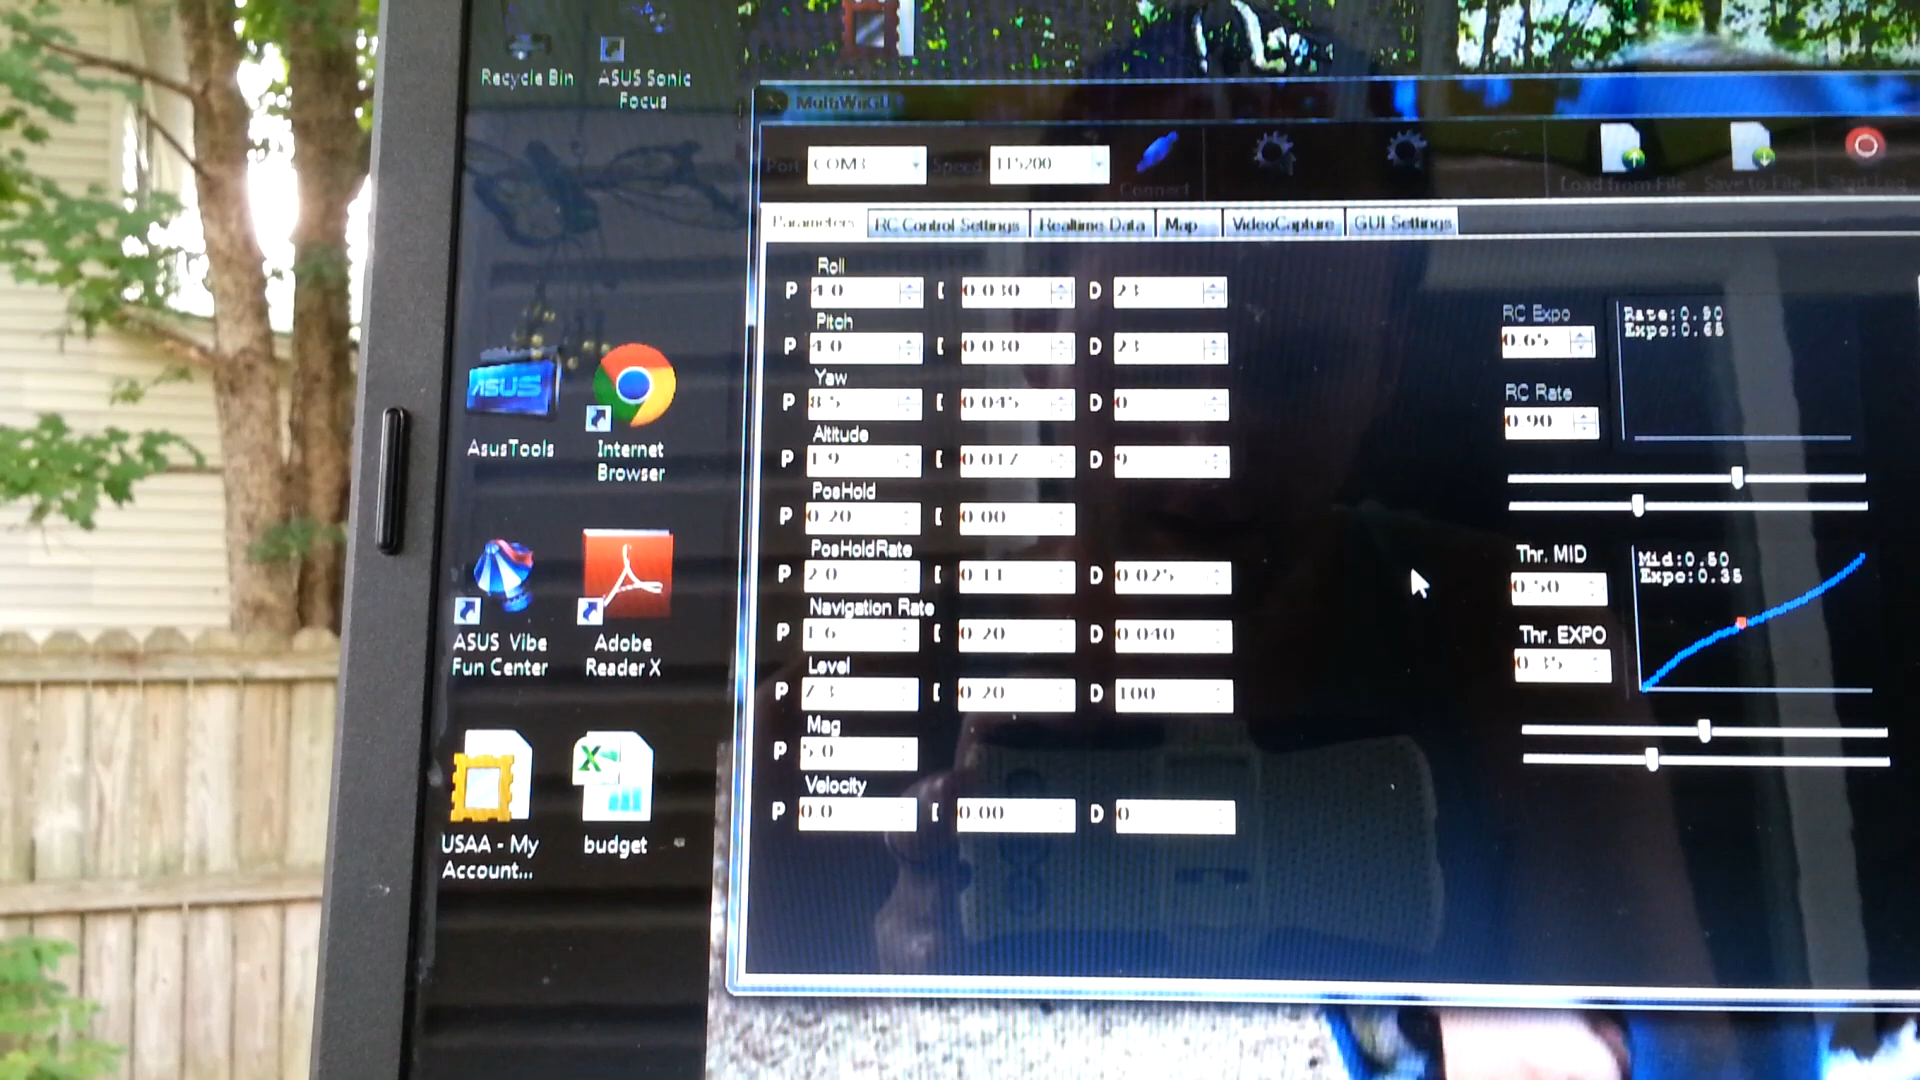 Recycle Bin
ASUS Sonic
Focus
ASUS
AsusTools
Internet
Browser
ASUS Vibe
Fun Center
Adobe
Reader X
USAA - My
Account...
budget
Port COM3 Speed 115200
Connect
Load from File Save to File Start Log
Parameters RC Control Settings Realtime Data Map VideoCapture GUI Settings
Roll
P 4.0 I 0.030 D 23
Pitch
P 4.0 I 0.030 D 23
Yaw
P 8.5 I 0.045 D 0
Altitude
P 1.9 I 0.017 D 9
PosHold
P 0.20 I 0.00
PosHoldRate
P 2.0 I 0.11 D 0.025
Navigation Rate
P 1.6 I 0.20 D 0.040
Level
P 7.3 I 0.20 D 100
Mag
P 5.0
Velocity
P 0.0 I 0.00 D 0
RC Expo
0.65
RC Rate
0.90
Rate:0.90
Expo:0.65
Thr. MID
0.50
Thr. EXPO
0.35
Mid:0.50
Expo:0.35